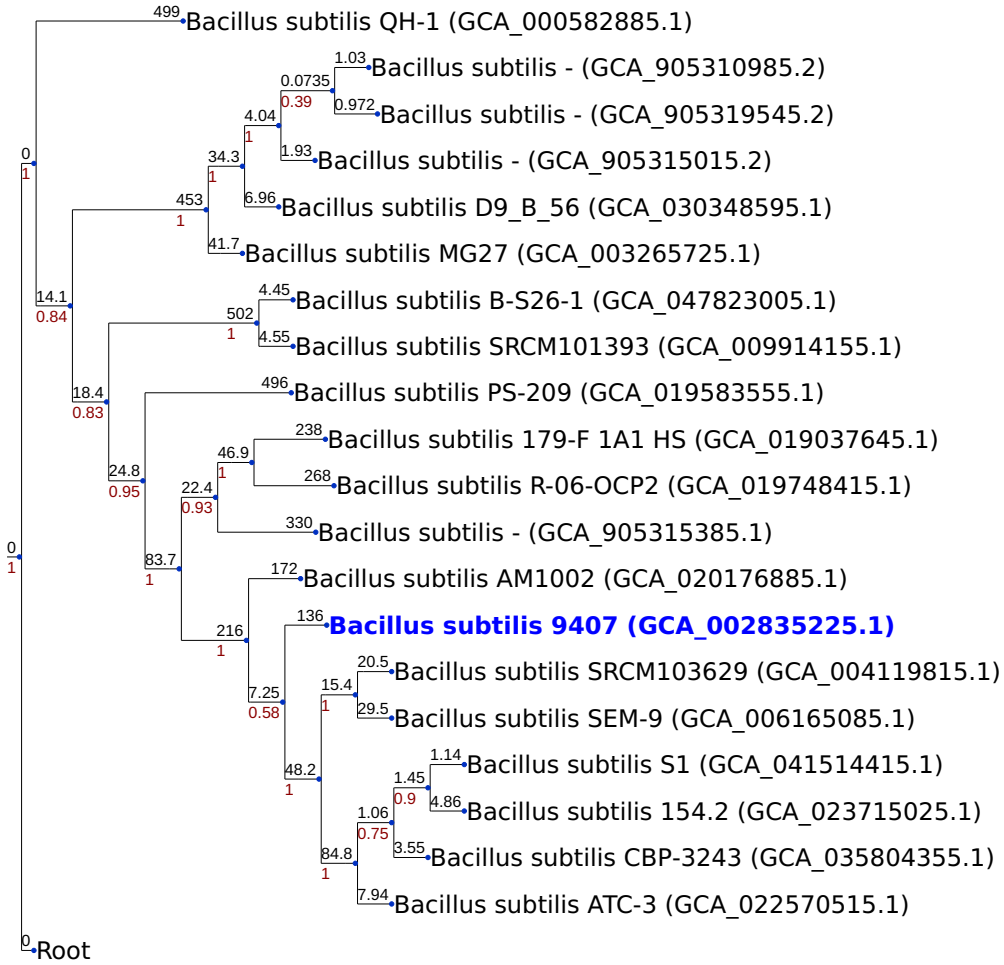 499 Bacillus subtilis QH-1 (GCA_000582885.1)
1.03 Bacillus subtilis - (GCA_905310985.2)
0.0735
0.39
0.972 Bacillus subtilis - (GCA_905319545.2)
4.04
1
1.93 Bacillus subtilis - (GCA_905315015.2)
0
1
34.3
1
6.96 Bacillus subtilis D9_B_56 (GCA_030348595.1)
453
1
41.7 Bacillus subtilis MG27 (GCA_003265725.1)
14.1
0.84
4.45 Bacillus subtilis B-S26-1 (GCA_047823005.1)
502
1
4.55 Bacillus subtilis SRCM101393 (GCA_009914155.1)
18.4
0.83
496 Bacillus subtilis PS-209 (GCA_019583555.1)
238 Bacillus subtilis 179-F 1A1 HS (GCA_019037645.1)
46.9
1
24.8
0.95
268 Bacillus subtilis R-06-OCP2 (GCA_019748415.1)
22.4
0.93
330 Bacillus subtilis - (GCA_905315385.1)
0
1
83.7
1
172 Bacillus subtilis AM1002 (GCA_020176885.1)
136 Bacillus subtilis 9407 (GCA_002835225.1)
216
1
20.5 Bacillus subtilis SRCM103629 (GCA_004119815.1)
7.25
0.58
15.4
1
29.5 Bacillus subtilis SEM-9 (GCA_006165085.1)
1.14 Bacillus subtilis S1 (GCA_041514415.1)
48.2
1
1.45
0.9
4.86 Bacillus subtilis 154.2 (GCA_023715025.1)
1.06
0.75
3.55 Bacillus subtilis CBP-3243 (GCA_035804355.1)
84.8
1
7.94 Bacillus subtilis ATC-3 (GCA_022570515.1)
0 Root